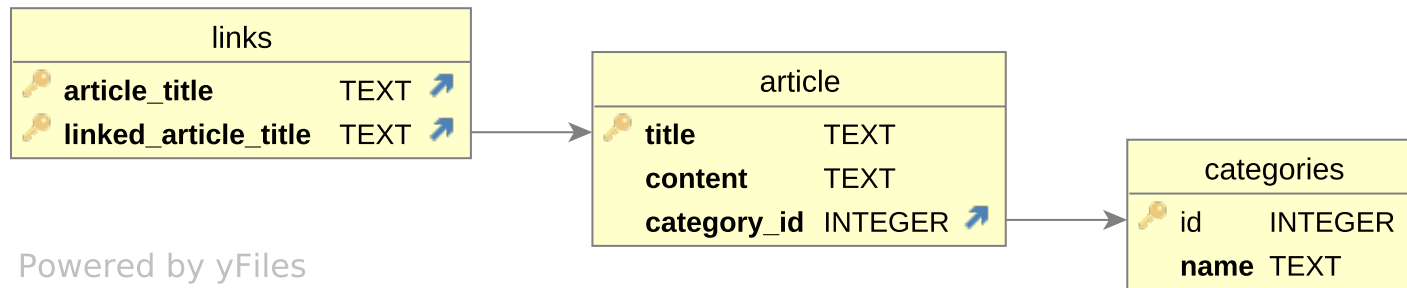 links
article_title TEXT
linked_article_title TEXT
article
title TEXT
content TEXT
category_id INTEGER
categories
id INTEGER
name TEXT
Powered by yFiles